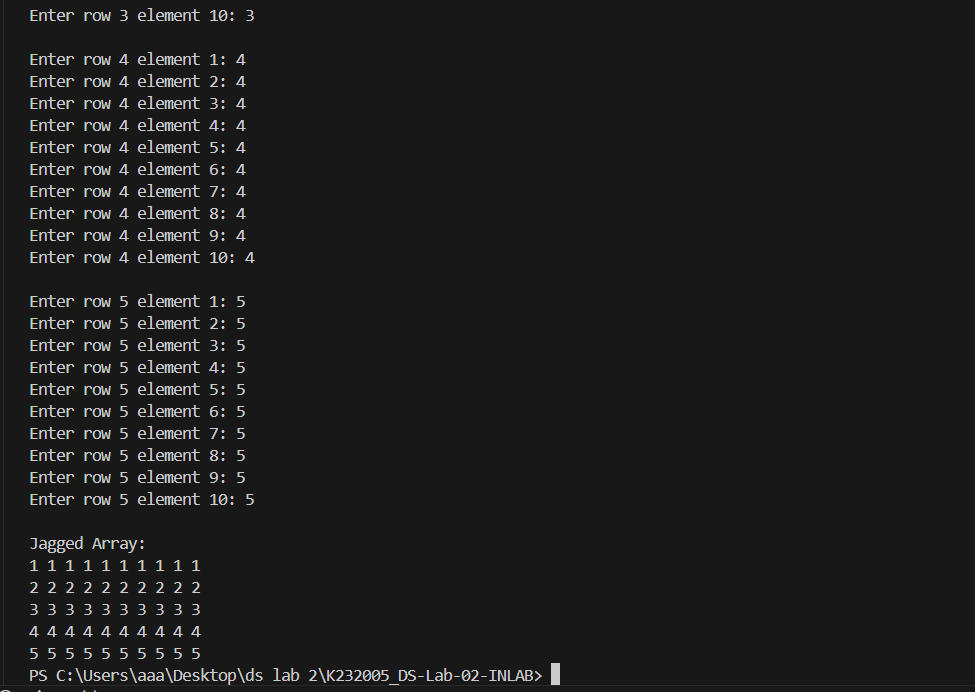 Enter row 3 element 10: 3
Enter row 4 element 1: 4
Enter row 4 element 2: 4
Enter row 4 element 3: 4
Enter row 4 element 4: 4
Enter row 4 element 5: 4
Enter row 4 element 6: 4
Enter row 4 element 7: 4
Enter row 4 element 8: 4
Enter row 4 element 9: 4
Enter row 4 element 10: 4
Enter row 5 element 1: 5
Enter row 5 element 2: 5
Enter row 5 element 3: 5
Enter row 5 element 4: 5
Enter row 5 element 5: 5
Enter row 5 element 6: 5
Enter row 5 element 7: 5
Enter row 5 element 8: 5
Enter row 5 element 9: 5
Enter row 5 element 10: 5
Jagged Array:
1 1 1 1 1 1 1 1 1 1
2 2 2 2 2 2 2 2 2 2
3 3 3 3 3 3 3 3 3 3
4 4 4 4 4 4 4 4 4 4
5 5 5 5 5 5 5 5 5 5
PS C:\Users\aaa\Desktop\ds lab 2\K232005_DS-Lab-02-INLAB>